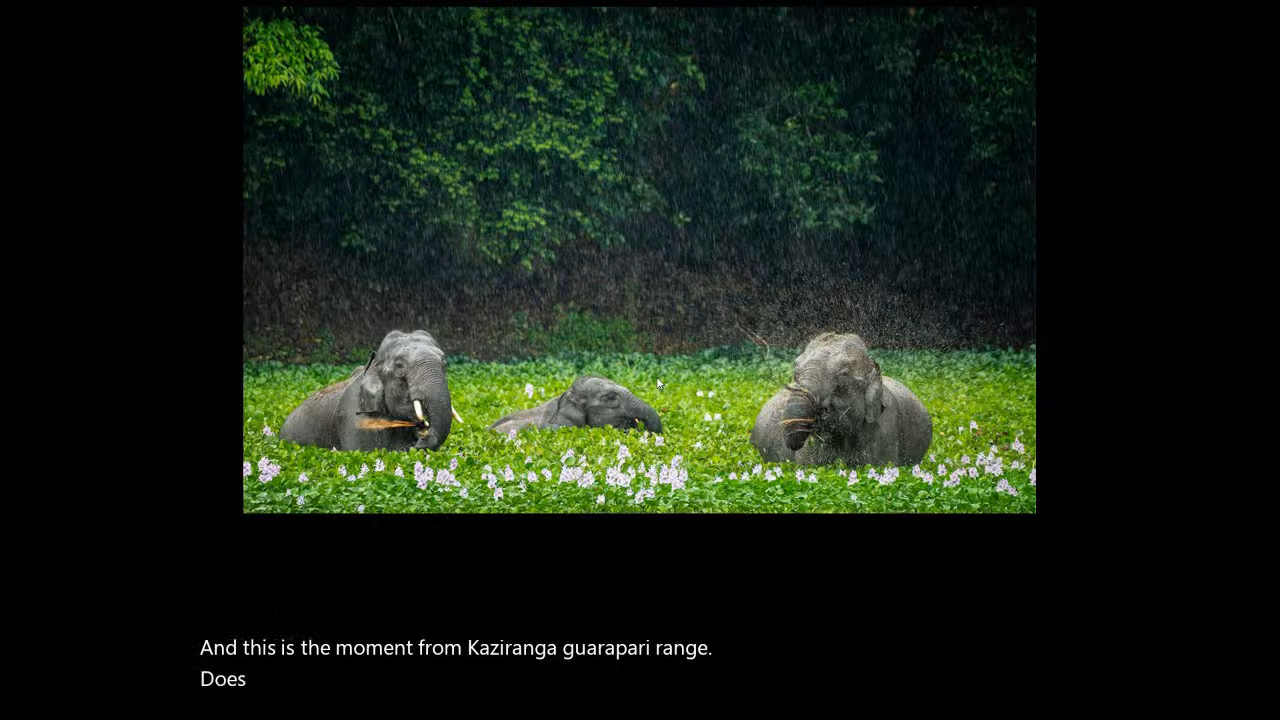 And this is the moment from Kaziranga guarapari range.
Does